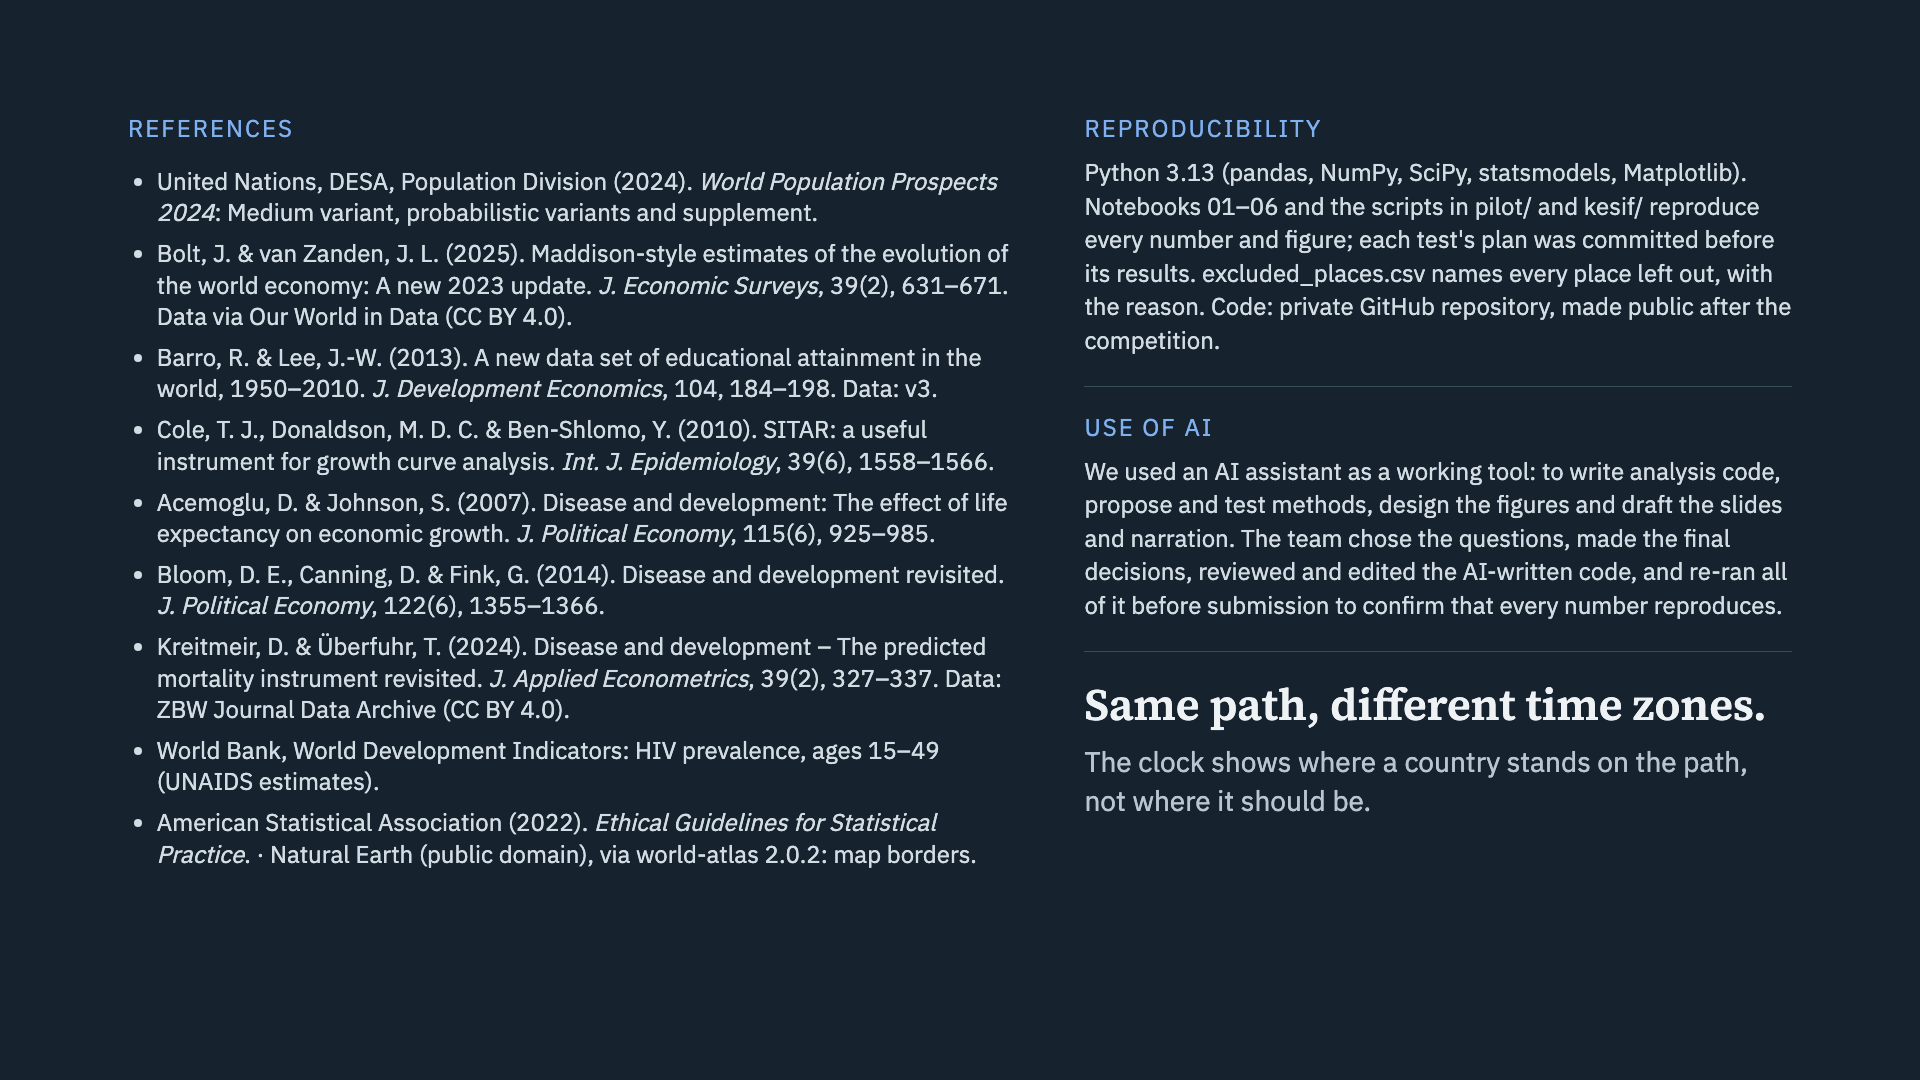 REFERENCES
• United Nations, DESA, Population Division (2024). World Population Prospects
2024: Medium variant, probabilistic variants and supplement.
• Bolt, J. & van Zanden, J. L. (2025). Maddison-style estimates of the evolution of
the world economy: A new 2023 update. J. Economic Surveys, 39(2), 631–671.
Data via Our World in Data (CC BY 4.0).
• Barro, R. & Lee, J.-W. (2013). A new data set of educational attainment in the
world, 1950–2010. J. Development Economics, 104, 184–198. Data: v3.
• Cole, T. J., Donaldson, M. D. C. & Ben-Shlomo, Y. (2010). SITAR: a useful
instrument for growth curve analysis. Int. J. Epidemiology, 39(6), 1558–1566.
• Acemoglu, D. & Johnson, S. (2007). Disease and development: The effect of life
expectancy on economic growth. J. Political Economy, 115(6), 925–985.
• Bloom, D. E., Canning, D. & Fink, G. (2014). Disease and development revisited.
J. Political Economy, 122(6), 1355–1366.
• Kreitmeir, D. & Überfuhr, T. (2024). Disease and development – The predicted
mortality instrument revisited. J. Applied Econometrics, 39(2), 327–337. Data:
ZBW Journal Data Archive (CC BY 4.0).
• World Bank, World Development Indicators: HIV prevalence, ages 15–49
(UNAIDS estimates).
• American Statistical Association (2022). Ethical Guidelines for Statistical
Practice. · Natural Earth (public domain), via world-atlas 2.0.2: map borders.
REPRODUCIBILITY
Python 3.13 (pandas, NumPy, SciPy, statsmodels, Matplotlib).
Notebooks 01–06 and the scripts in pilot/ and kesif/ reproduce
every number and figure; each test's plan was committed before
its results. excluded_places.csv names every place left out, with
the reason. Code: private GitHub repository, made public after the
competition.
USE OF AI
We used an AI assistant as a working tool: to write analysis code,
propose and test methods, design the figures and draft the slides
and narration. The team chose the questions, made the final
decisions, reviewed and edited the AI-written code, and re-ran all
of it before submission to confirm that every number reproduces.
Same path, different time zones.
The clock shows where a country stands on the path,
not where it should be.